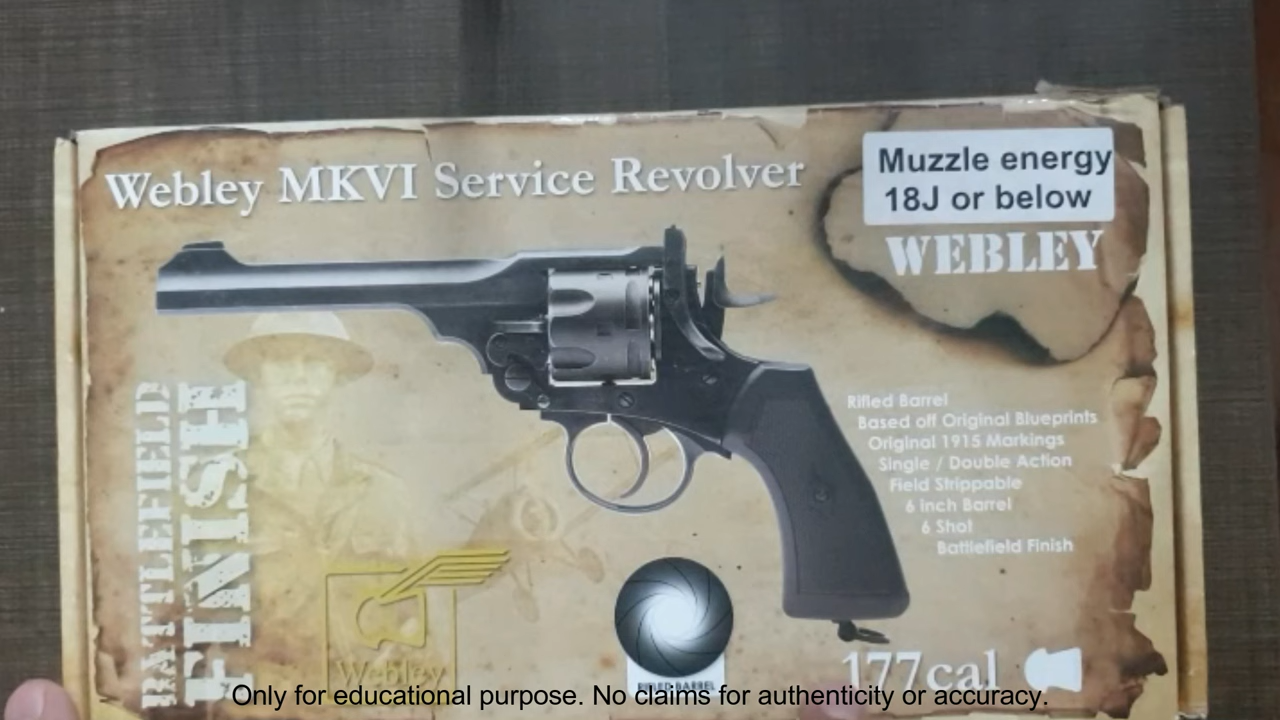 Webley MKVI Service Revolver
Muzzle energy
18J or below
WEBLEY
Rifled Barrel
Based off Original Blueprints
Original 1915 Markings
Single / Double Action
Field Strippable
6 Inch Barrel
6 Shot
Battlefield Finish
BATTLEFIELD
FINISH
Webley
RIFLED BARREL
177cal
Only for educational purpose. No claims for authenticity or accuracy.